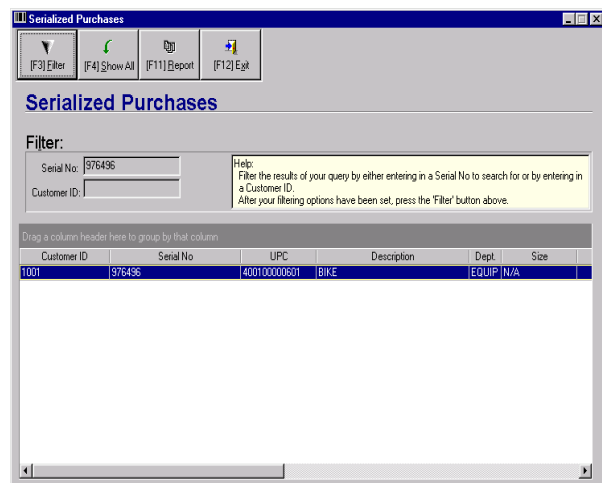 Serialized Purchases
[F3] Filter [F4] Show All [F11] Report [F12] Exit
Serialized Purchases
Filter:
Serial No: 976496
Customer ID:
Help:
Filter the results of your query by either entering in a Serial No to search for or by entering in
a Customer ID.
After your filtering options have been set, press the 'Filter' button above.
Drag a column header here to group by that column
Customer ID Serial No UPC Description Dept. Size
1001 976496 400100000601 BIKE EQUIP N/A